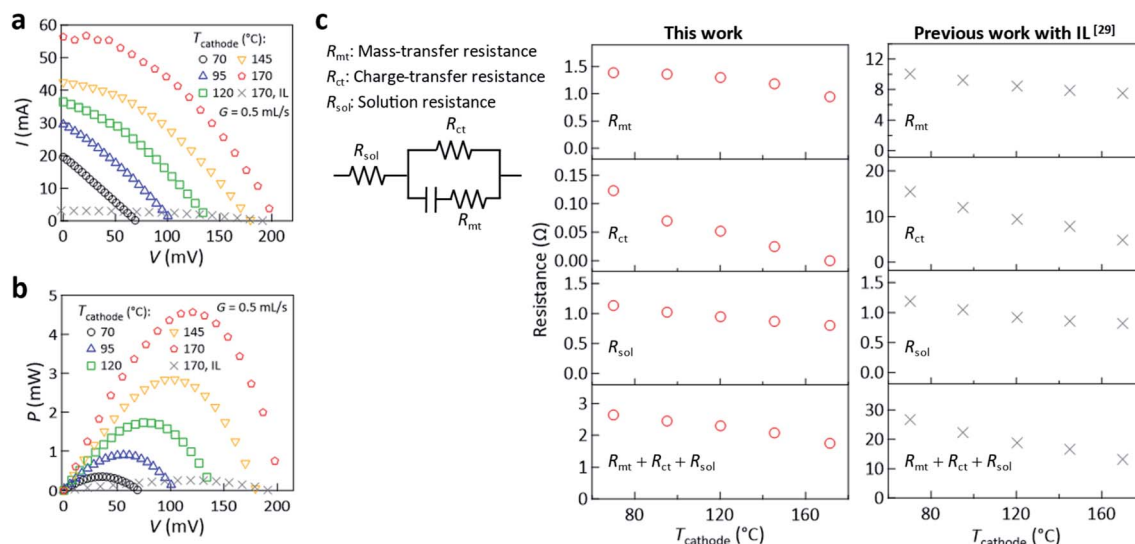 a
60
50
40
30
20
10
0
I (mA)
T_cathode (°C):
70 145
95 170
120 170, IL
G = 0.5 mL/s
0 50 100 150 200
V (mV)
b
5
4
3
2
1
0
P (mW)
T_cathode (°C):
G = 0.5 mL/s
70 145
95 170
120 170, IL
0 50 100 150 200
V (mV)
c
R_mt: Mass-transfer resistance
R_ct: Charge-transfer resistance
R_sol: Solution resistance
R_ct
R_sol
R_mt
This work
Resistance (Ω)
1.5
1.0
0.5
0.0
R_mt
0.15
0.10
0.05
0.00
R_ct
1.5
1.0
0.5
0.0
R_sol
3
2
1
0
R_mt + R_ct + R_sol
80 120 160
T_cathode (°C)
Previous work with IL [29]
12
10
8
6
R_mt
20
10
0
R_ct
1.5
1.0
0.5
0.0
R_sol
30
20
10
0
R_mt + R_ct + R_sol
80 120 160
T_cathode (°C)